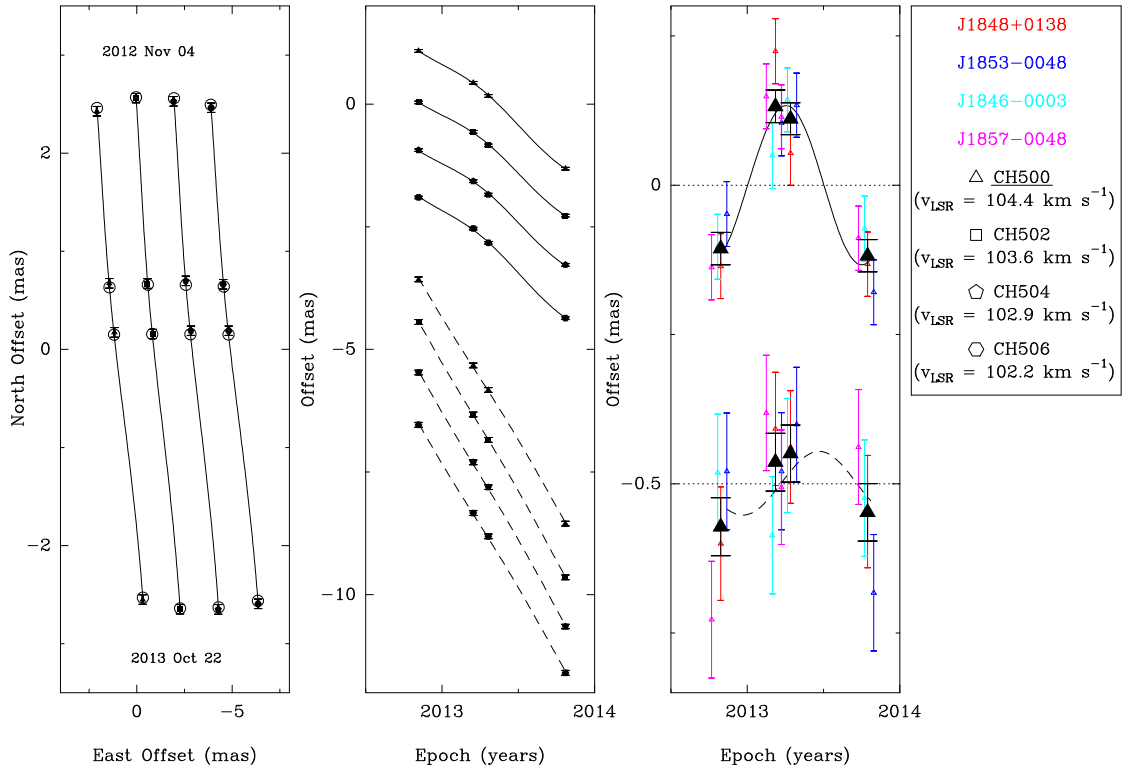 2012 Nov 04
2013 Oct 22
2
0
−2
0
−5
North Offset (mas)
East Offset (mas)
0
−5
−10
2013
2014
Offset (mas)
Epoch (years)
0
−0.5
2013
2014
Offset (mas)
Epoch (years)
J1848+0138
J1853−0048
J1846−0003
J1857−0048
CH500
(vLSR = 104.4 km s−1)
CH502
(vLSR = 103.6 km s−1)
CH504
(vLSR = 102.9 km s−1)
CH506
(vLSR = 102.2 km s−1)